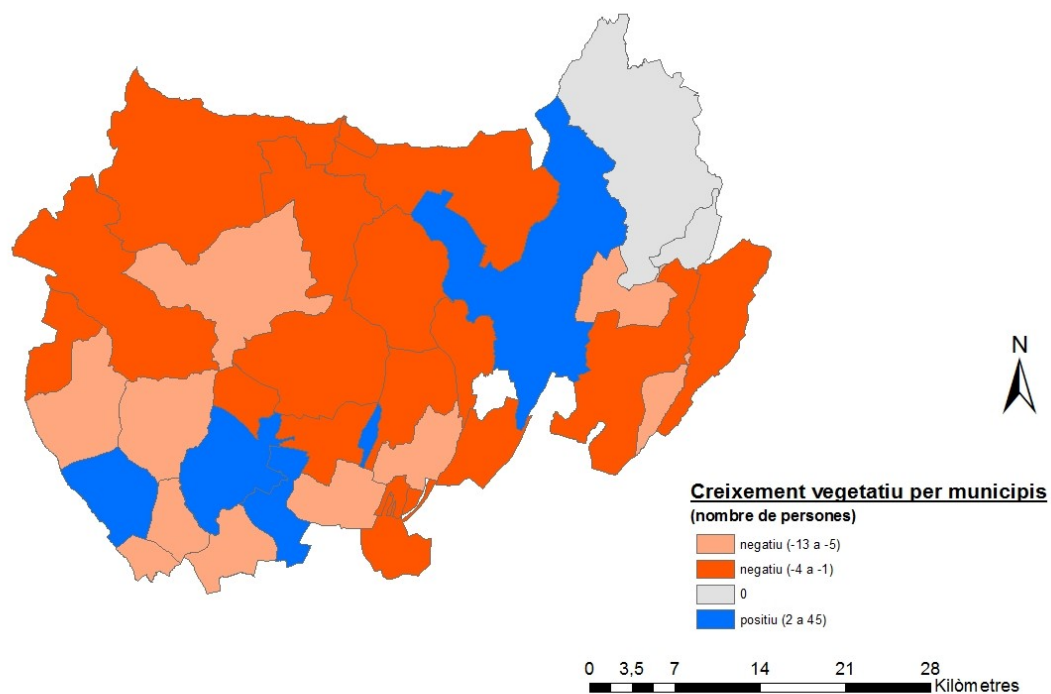 N
Creixement vegetatiu per municipis
(nombre de persones)
negatiu (-13 a -5)
negatiu (-4 a -1)
0
positiu (2 a 45)
0 3,5 7 14 21 28
Kilòmetres